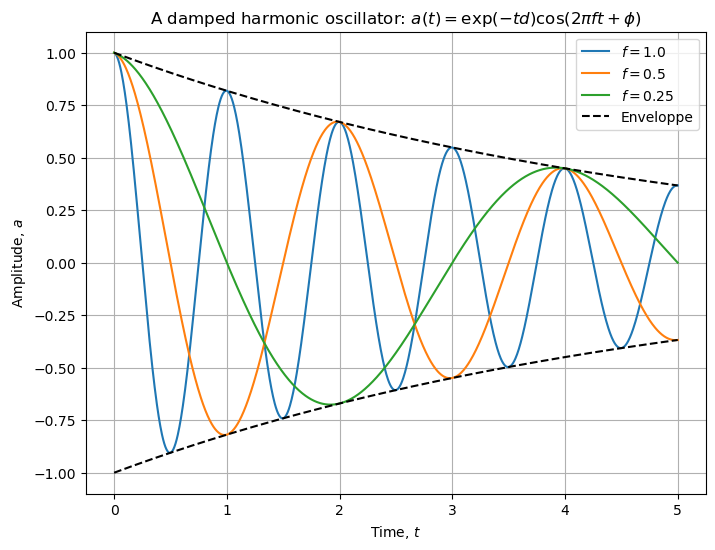 A damped harmonic oscillator: a(t) = exp(−td)cos(2πft + ϕ)
1.00
0.75
0.50
0.25
0.00
−0.25
−0.50
−0.75
−1.00
Amplitude, a
f = 1.0
f = 0.5
f = 0.25
Enveloppe
0 1 2 3 4 5
Time, t